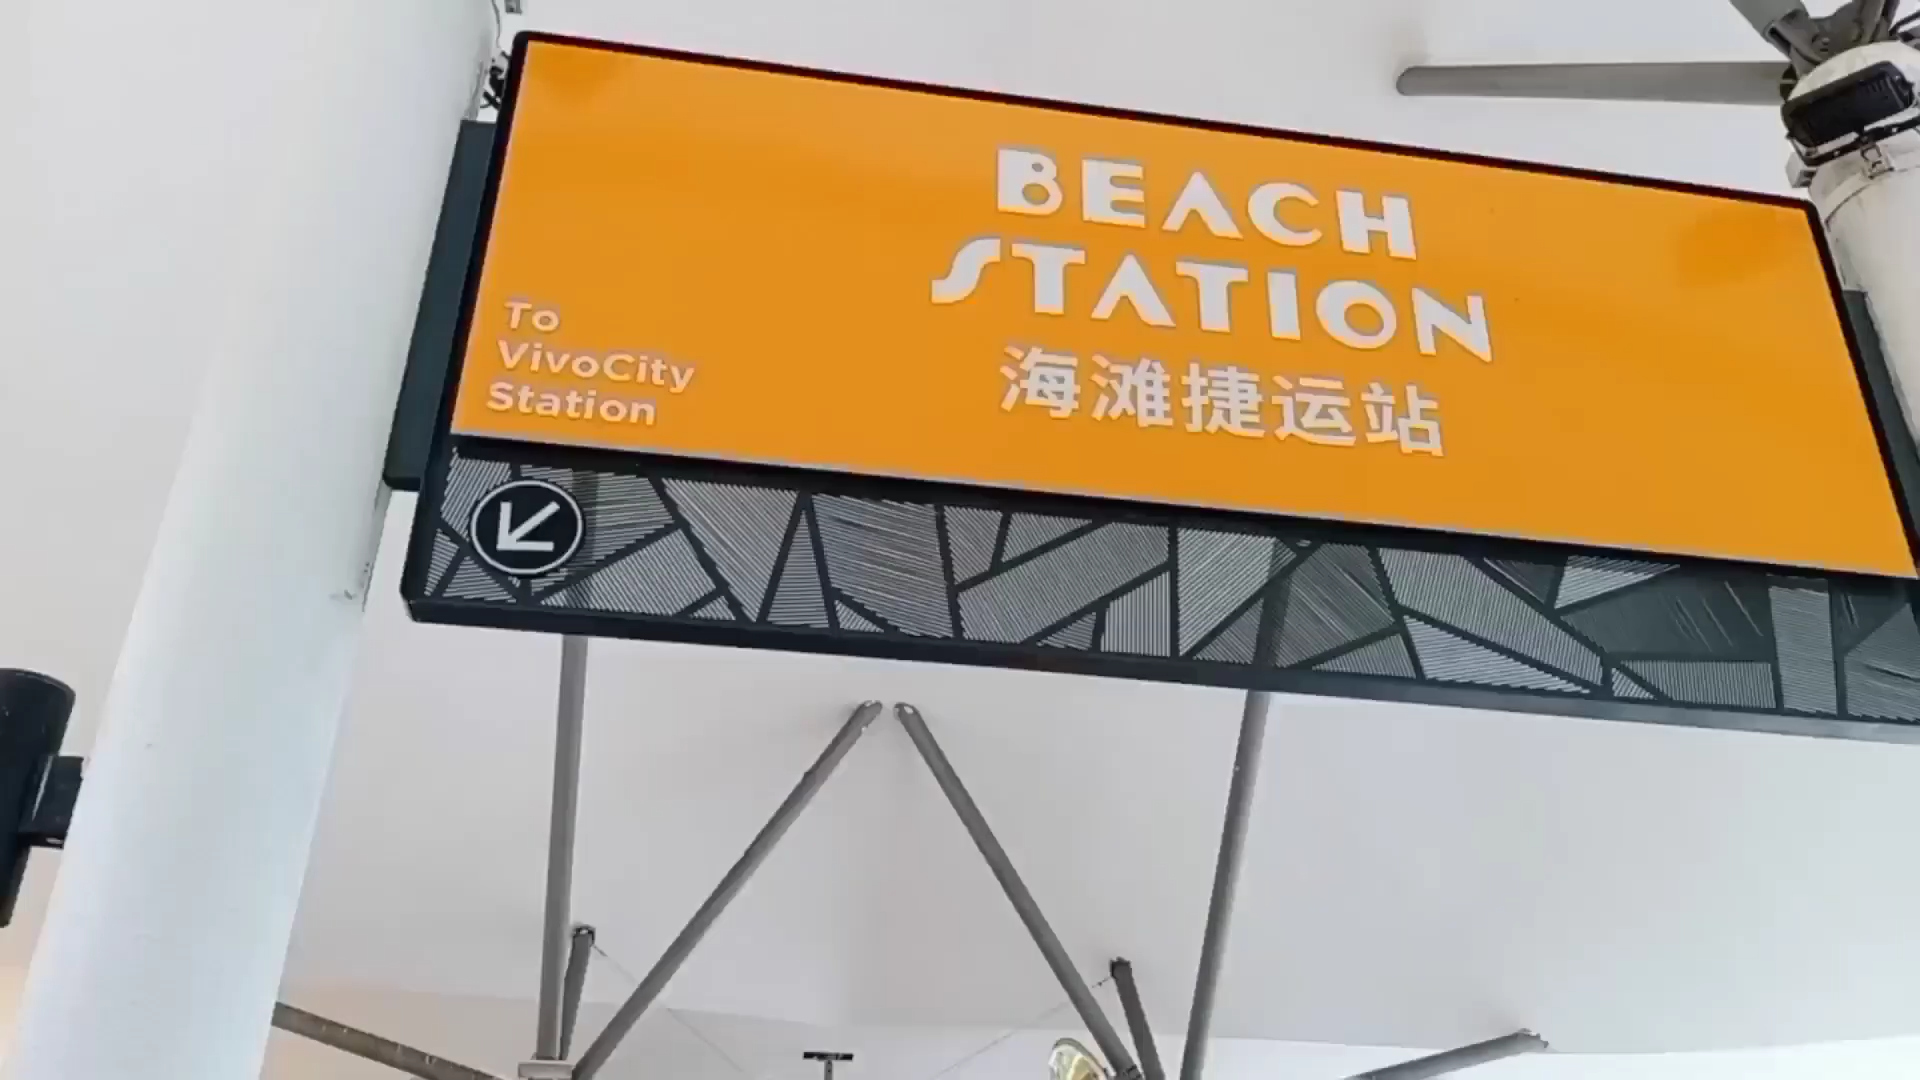 BEACH
STATION
海滩捷运站
To
VivoCity
Station